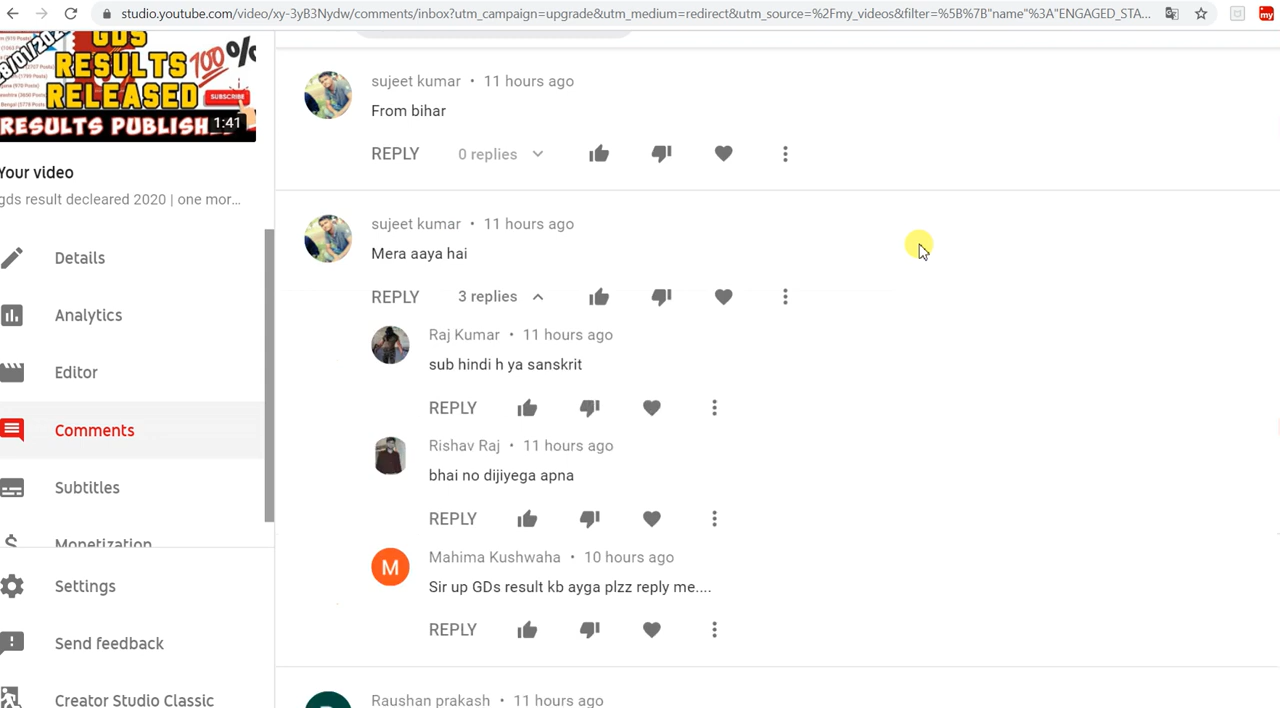 studio.youtube.com/video/xy-3yB3Nydw/comments/inbox?utm_campaign=upgrade&utm_medium=redirect&utm_source=%2Fmy_videos&filter=%5B%7B"name"%3A"ENGAGED_STA...
my
28/01/202
GDS
RESULTS 100%
RELEASED
SUBSCRIBE
RESULTS PUBLISH
1:41
Your video
gds result decleared 2020 | one mor...
Details
Analytics
Editor
Comments
Subtitles
Monetization
Settings
Send feedback
Creator Studio Classic
sujeet kumar • 11 hours ago
From bihar
REPLY 0 replies
sujeet kumar • 11 hours ago
Mera aaya hai
REPLY 3 replies
Raj Kumar • 11 hours ago
sub hindi h ya sanskrit
REPLY
Rishav Raj • 11 hours ago
bhai no dijiyega apna
REPLY
M
Mahima Kushwaha • 10 hours ago
Sir up GDs result kb ayga plzz reply me....
REPLY
Raushan prakash • 11 hours ago